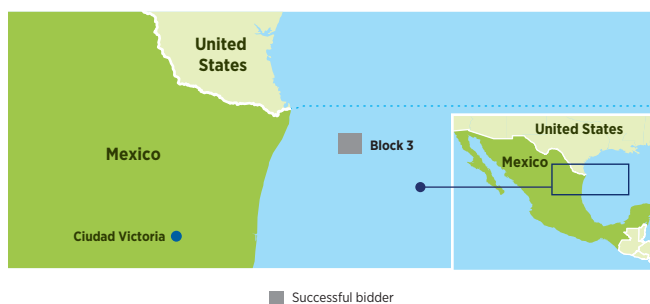 United
States
Mexico
Block 3
Ciudad Victoria
United States
Mexico
Successful bidder